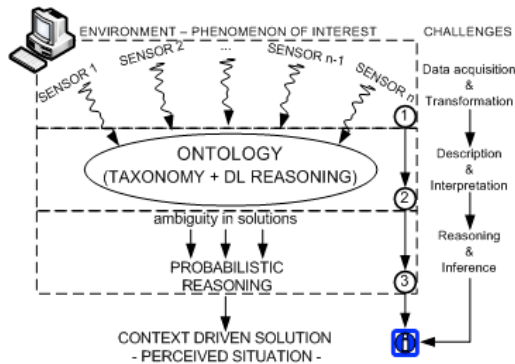 ENVIRONMENT – PHENOMENON OF INTEREST
CHALLENGES
SENSOR 1
SENSOR 2
...
SENSOR n-1
SENSOR n
Data acquisition
&
Transformation
1
ONTOLOGY
(TAXONOMY + DL REASONING)
Description
&
Interpretation
2
ambiguity in solutions
Reasoning
&
Inference
PROBABILISTIC
REASONING
3
CONTEXT DRIVEN SOLUTION
- PERCEIVED SITUATION -
i